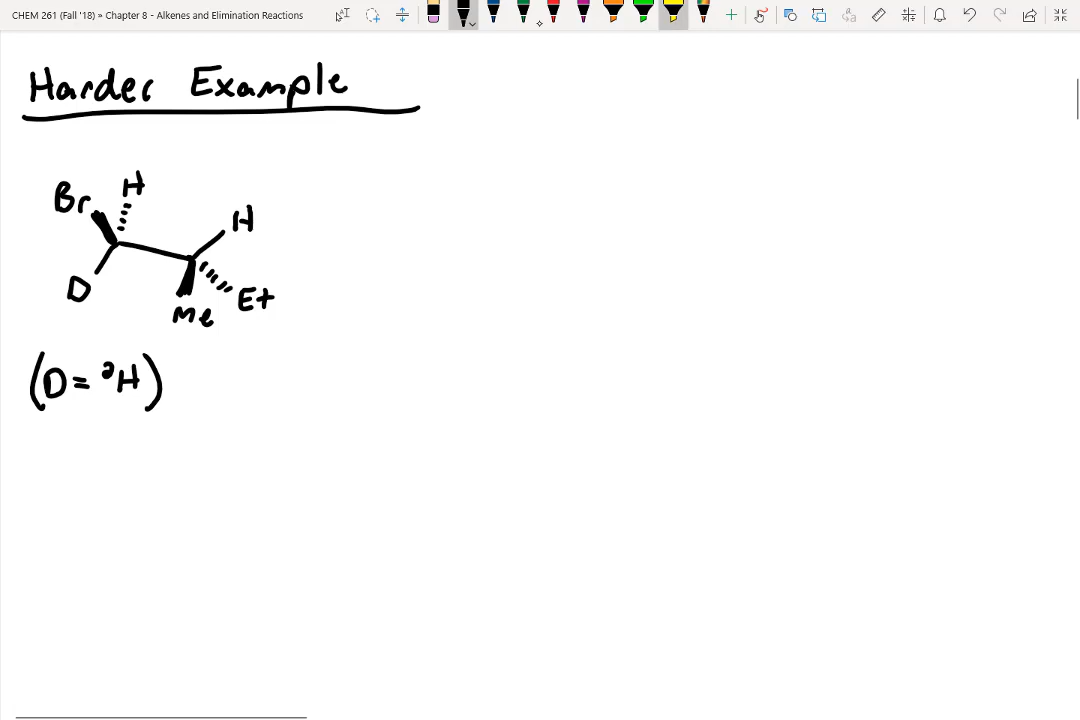 CHEM 261 (Fall '18) » Chapter 8 - Alkenes and Elimination Reactions
Harder Example
Br H
H
D
Et
Me
(D = ²H)